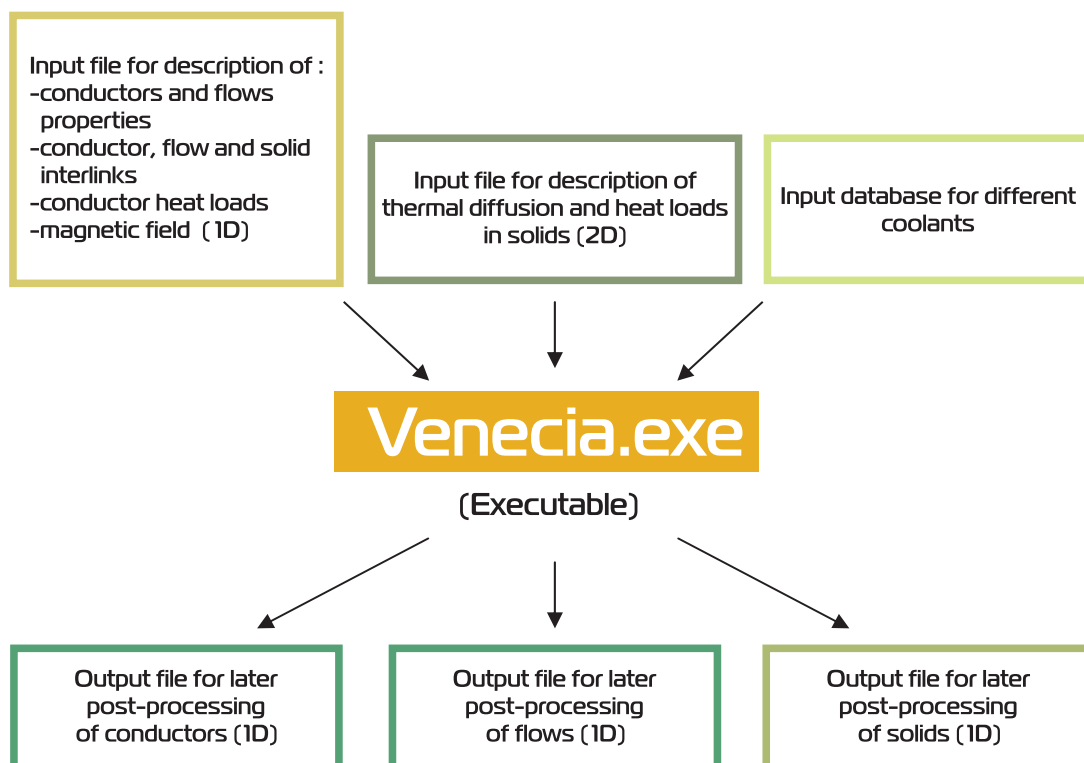 Input file for description of :
-conductors and flows
properties
-conductor, flow and solid
interlinks
-conductor heat loads
-magnetic field (1D)
Input file for description of
thermal diffusion and heat loads
in solids (2D)
Input database for different
coolants
Venecia.exe
(Executable)
Output file for later
post-processing
of conductors (1D)
Output file for later
post-processing
of flows (1D)
Output file for later
post-processing
of solids (1D)